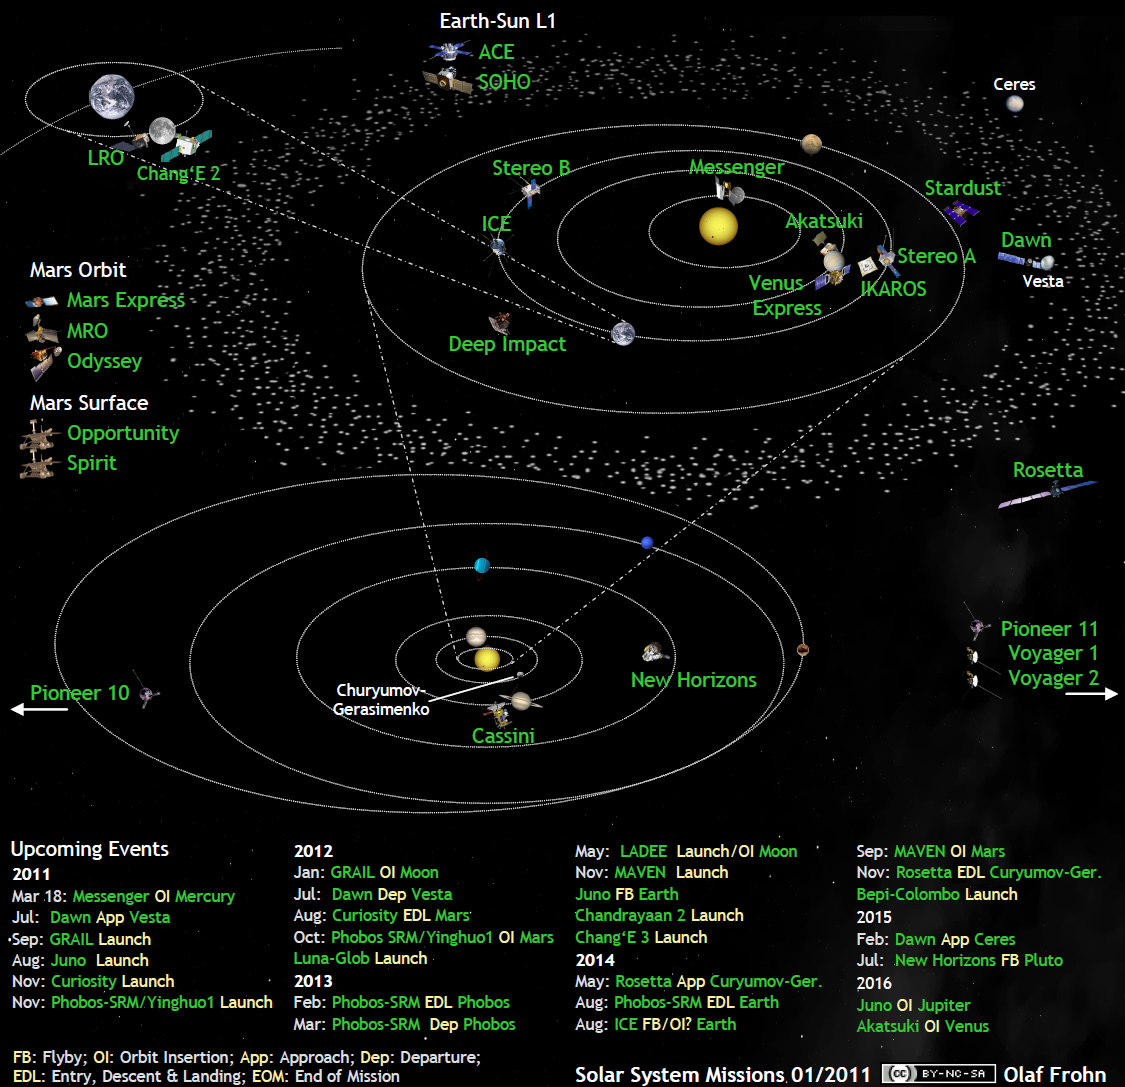 Earth-Sun L1
ACE
SOHO
Ceres
LRO
Chang‘E 2
Stereo B
Messenger
Stardust
ICE
Akatsuki
Dawn
Stereo A
Vesta
Venus
Express
IKAROS
Deep Impact
Mars Orbit
Mars Express
MRO
Odyssey
Mars Surface
Opportunity
Spirit
Rosetta
Pioneer 11
Voyager 1
Voyager 2
New Horizons
Pioneer 10
Churyumov-
Gerasimenko
Cassini
Upcoming Events
2011
Mar 18: Messenger OI Mercury
Jul: Dawn App Vesta
Sep: GRAIL Launch
Aug: Juno Launch
Nov: Curiosity Launch
Nov: Phobos-SRM/Yinghuo1 Launch
2012
Jan: GRAIL OI Moon
Jul: Dawn Dep Vesta
Aug: Curiosity EDL Mars
Oct: Phobos SRM/Yinghuo1 OI Mars
Luna-Glob Launch
2013
Feb: Phobos-SRM EDL Phobos
Mar: Phobos-SRM Dep Phobos
May: LADEE Launch/OI Moon
Nov: MAVEN Launch
Juno FB Earth
Chandrayaan 2 Launch
Chang‘E 3 Launch
2014
May: Rosetta App Curyumov-Ger.
Aug: Phobos-SRM EDL Earth
Aug: ICE FB/OI? Earth
Sep: MAVEN OI Mars
Nov: Rosetta EDL Curyumov-Ger.
Bepi-Colombo Launch
2015
Feb: Dawn App Ceres
Jul: New Horizons FB Pluto
2016
Juno OI Jupiter
Akatsuki OI Venus
FB: Flyby; OI: Orbit Insertion; App: Approach; Dep: Departure;
EDL: Entry, Descent & Landing; EOM: End of Mission
Solar System Missions 01/2011 cc BY-NC-SA Olaf Frohn